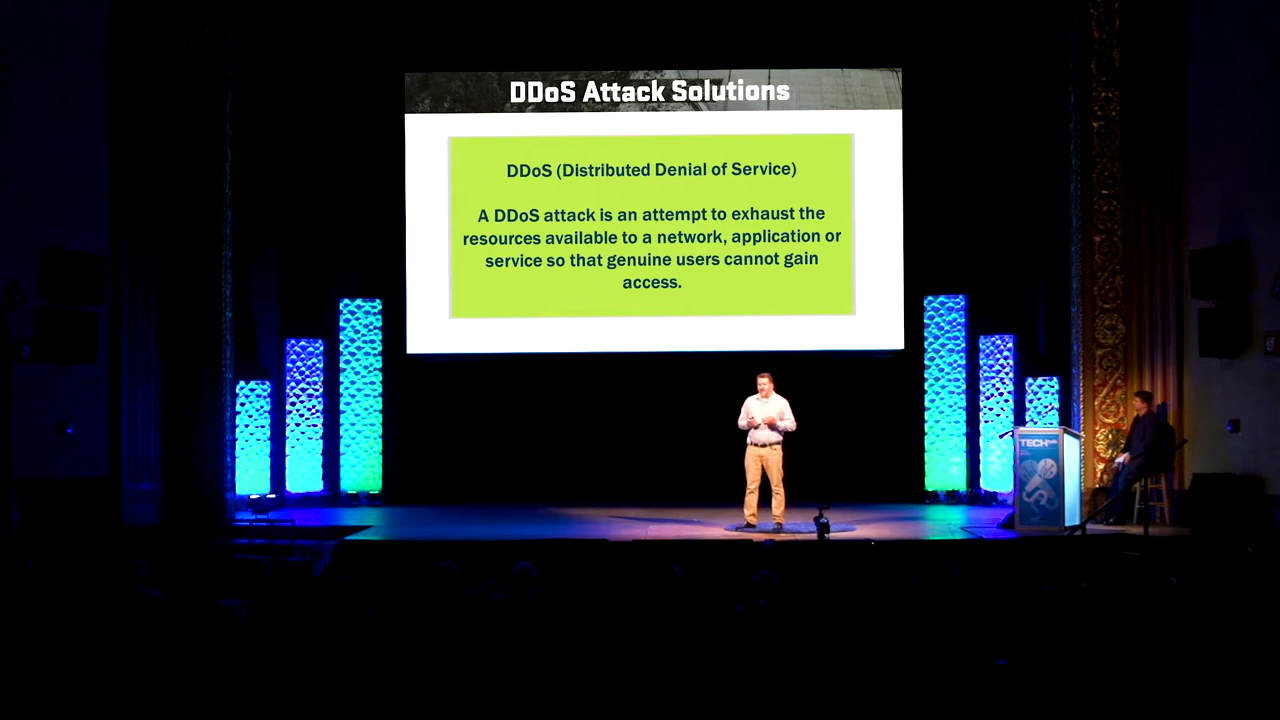 DDoS Attack Solutions
DDoS (Distributed Denial of Service)
A DDoS attack is an attempt to exhaust the
resources available to a network, application or
service so that genuine users cannot gain
access.
TECH